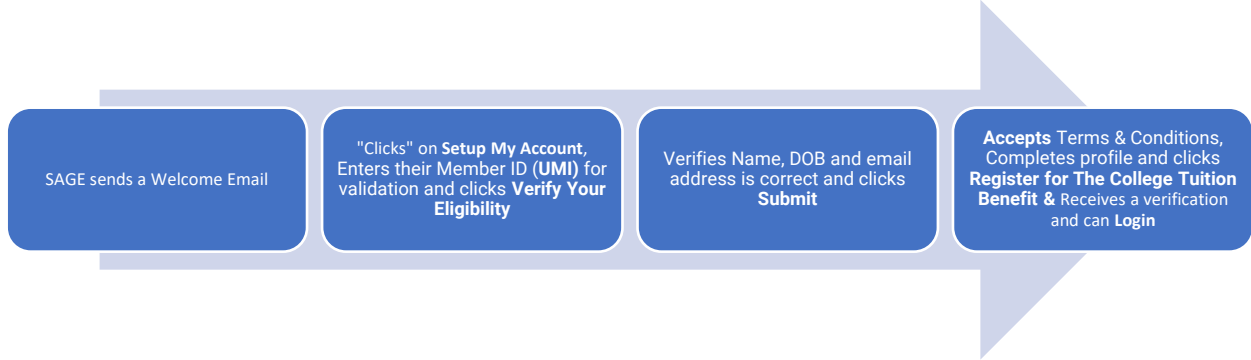 SAGE sends a Welcome Email
"Clicks" on Setup My Account,
Enters their Member ID (UMI) for
validation and clicks Verify Your
Eligibility
Verifies Name, DOB and email
address is correct and clicks
Submit
Accepts Terms & Conditions,
Completes profile and clicks
Register for The College Tuition
Benefit & Receives a verification
and can Login